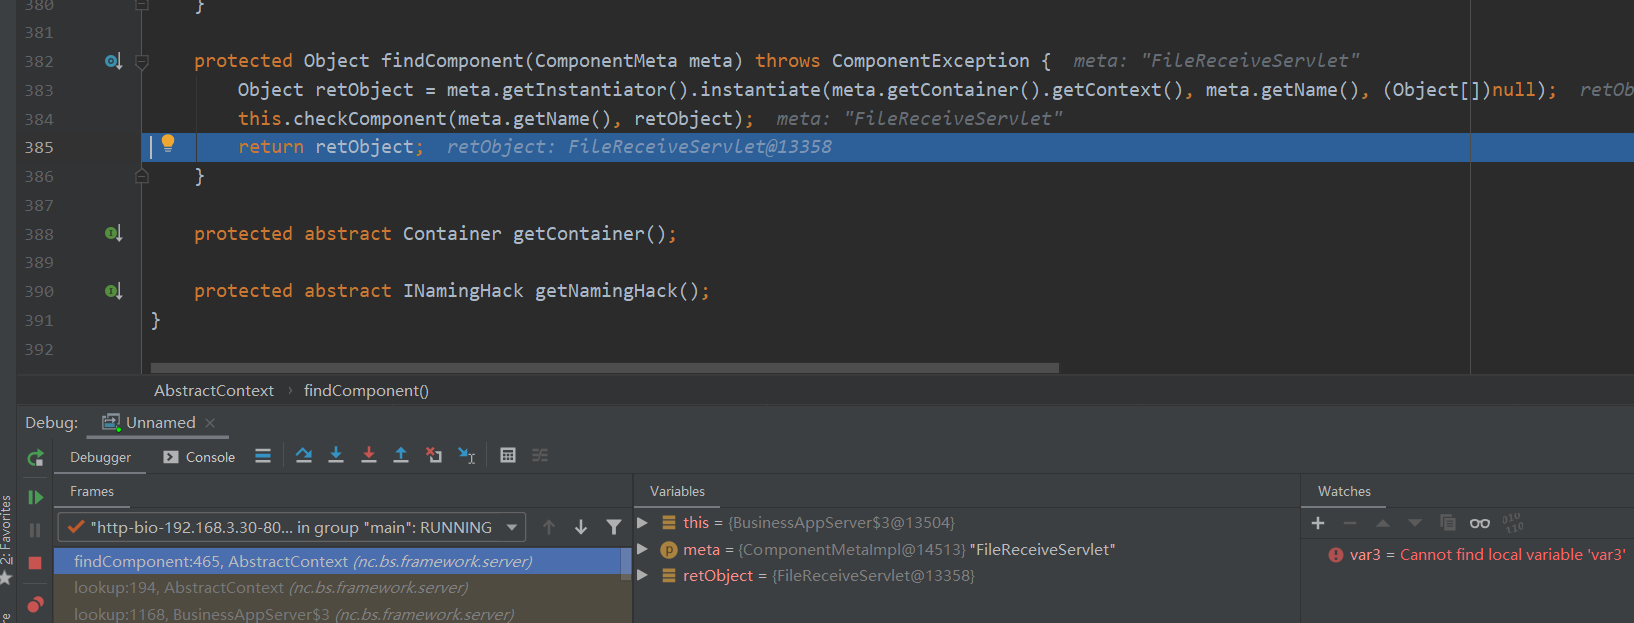 380 }
381
382 protected Object findComponent(ComponentMeta meta) throws ComponentException { meta: "FileReceiveServlet"
383 Object retObject = meta.getInstantiator().instantiate(meta.getContainer().getContext(), meta.getName(), (Object[])null); retOb
384 this.checkComponent(meta.getName(), retObject); meta: "FileReceiveServlet"
385 return retObject; retObject: FileReceiveServlet@13358
386 }
387
388 protected abstract Container getContainer();
389
390 protected abstract INamingHack getNamingHack();
391 }
392
AbstractContext › findComponent()
Debug: Unnamed
Debugger Console
Frames
"http-bio-192.168.3.30-80... in group "main": RUNNING
findComponent:465, AbstractContext (nc.bs.framework.server)
lookup:194, AbstractContext (nc.bs.framework.server)
lookup:1168, BusinessAppServer$3 (nc.bs.framework.server)
Variables
this = {BusinessAppServer$3@13504}
meta = {ComponentMetaImpl@14513} "FileReceiveServlet"
retObject = {FileReceiveServlet@13358}
Watches
var3 = Cannot find local variable 'var3'
2: Favorites